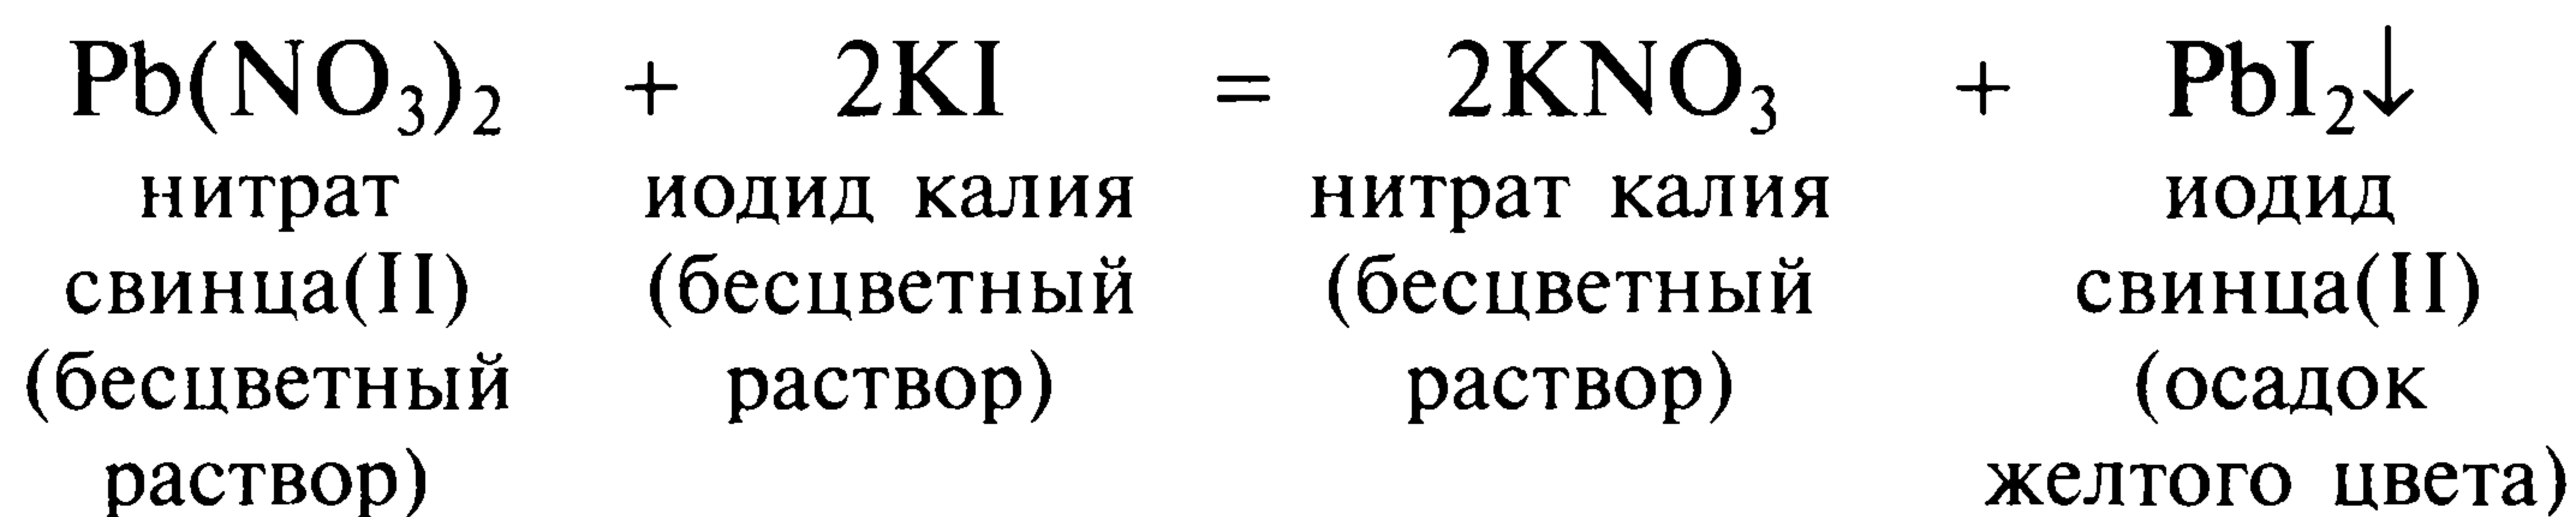 Pb(NO₃)₂ + 2KI = 2KNO₃ + PbI₂↓
нитрат иодид калия нитрат калия иодид
свинца(II) (бесцветный (бесцветный свинца(II)
(бесцветный раствор) раствор) (осадок
раствор) желтого цвета)